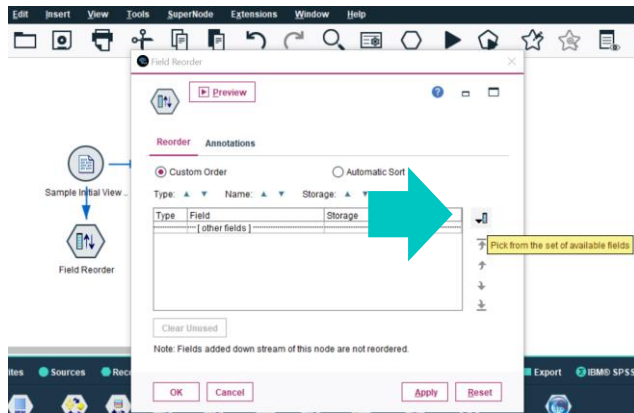 Edit Insert View Tools SuperNode Extensions Window Help
Field Reorder
Preview
Reorder Annotations
Custom Order Automatic Sort
Type: Name: Storage:
Type Field Storage
[ other fields ]
Pick from the set of available fields
Sample Initial View...
Field Reorder
Clear Unused
Note: Fields added down stream of this node are not reordered.
ites Sources Reco Export IBM® SPSS
OK Cancel Apply Reset